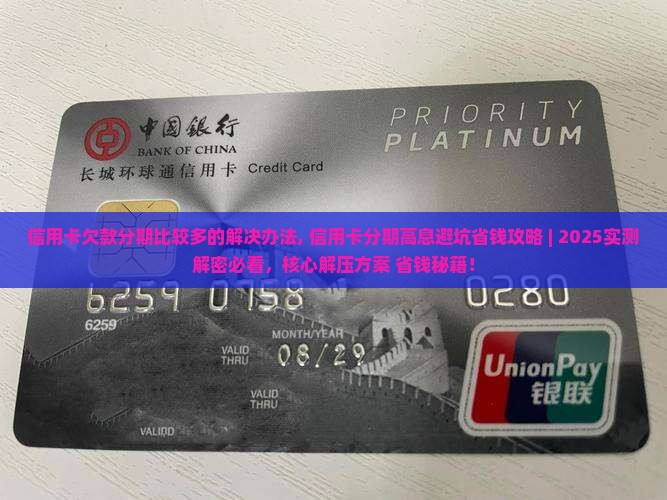 中国银行
BANK OF CHINA
长城环球通信用卡 Credit Card
PRIORITY
PLATINUM
信用卡欠款分期比较多的解决办法, 信用卡分期高息避坑省钱攻略 | 2025实测
解密必看，核心解压方案 省钱秘籍！
6259 0280
6259
MONTH/YEAR
VALID
THRU
08/29
VALID
THRU
VALID
UnionPay
银联